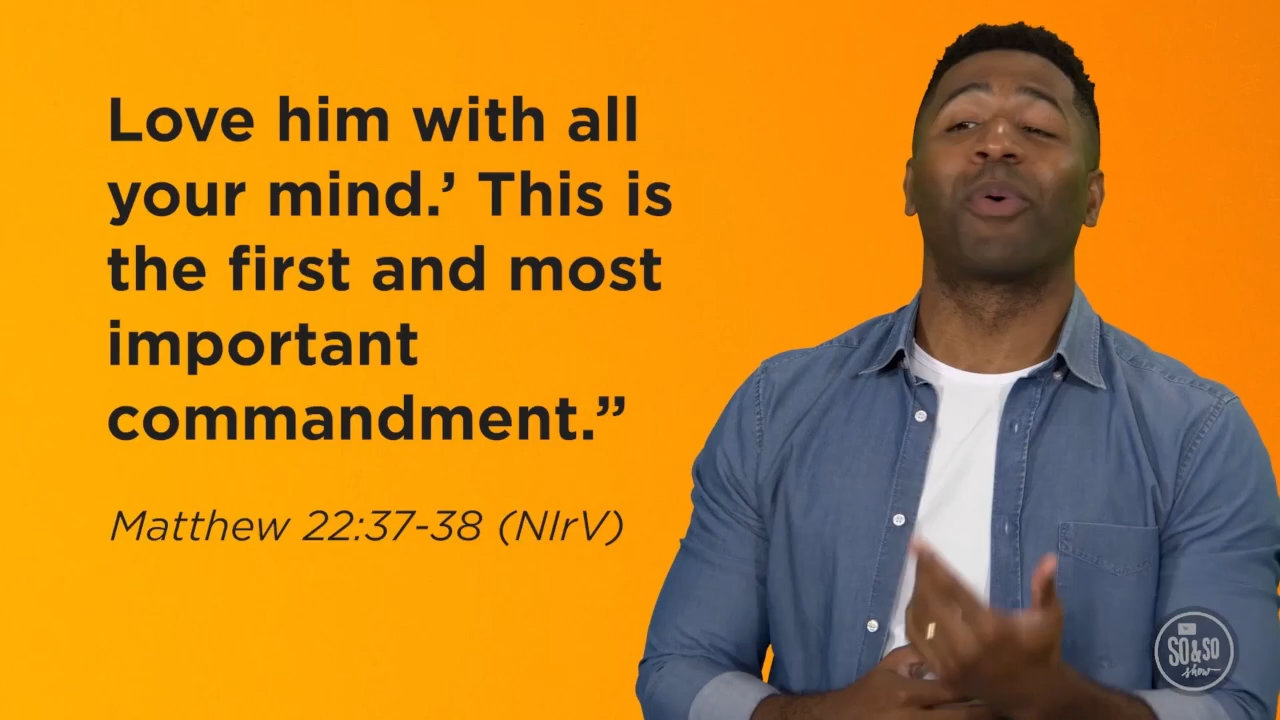 Love him with all
your mind.’ This is
the first and most
important
commandment.”
Matthew 22:37-38 (NIrV)
SO&SO
show